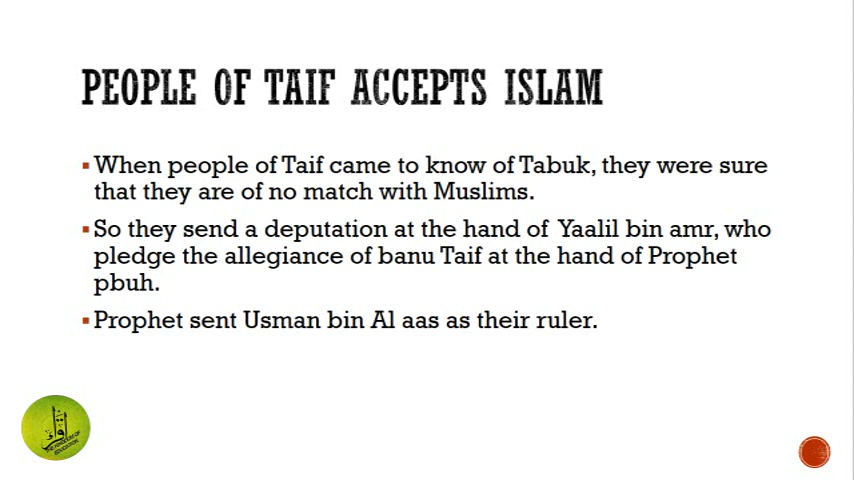 PEOPLE OF TAIF ACCEPTS ISLAM
▪When people of Taif came to know of Tabuk, they were sure
that they are of no match with Muslims.
▪So they send a deputation at the hand of Yaalil bin amr, who
pledge the allegiance of banu Taif at the hand of Prophet
pbuh.
▪Prophet sent Usman bin Al aas as their ruler.
اقرأ